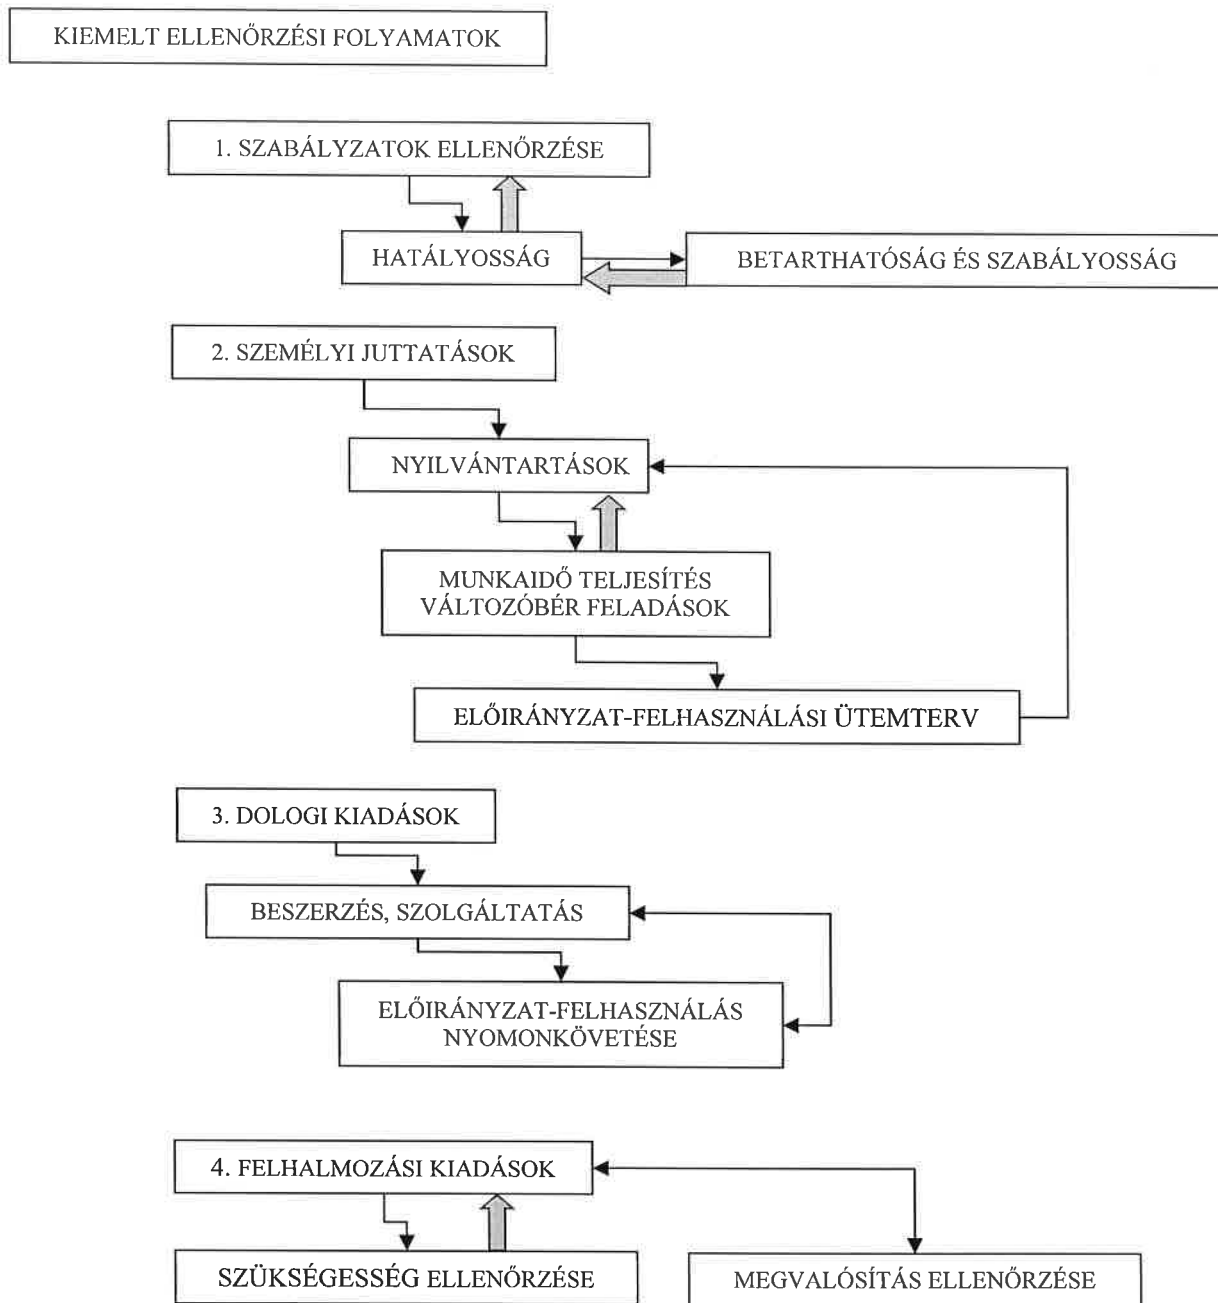 KIEMELT ELLENŐRZÉSI FOLYAMATOK
1. SZABÁLYZATOK ELLENŐRZÉSE
HATÁLYOSSÁG
BETARTHATÓSÁG ÉS SZABÁLYOSSÁG
2. SZEMÉLYI JUTTATÁSOK
NYILVÁNTARTÁSOK
MUNKAIDŐ TELJESÍTÉS
VÁLTOZÓBÉR FELADÁSOK
ELŐIRÁNYZAT-FELHASZNÁLÁSI ÜTEMTERV
3. DOLOGI KIADÁSOK
BESZERZÉS, SZOLGÁLTATÁS
ELŐIRÁNYZAT-FELHASZNÁLÁS
NYOMONKÖVETÉSE
4. FELHALMOZÁSI KIADÁSOK
SZÜKSÉGESSÉG ELLENŐRZÉSE
MEGVALÓSÍTÁS ELLENŐRZÉSE